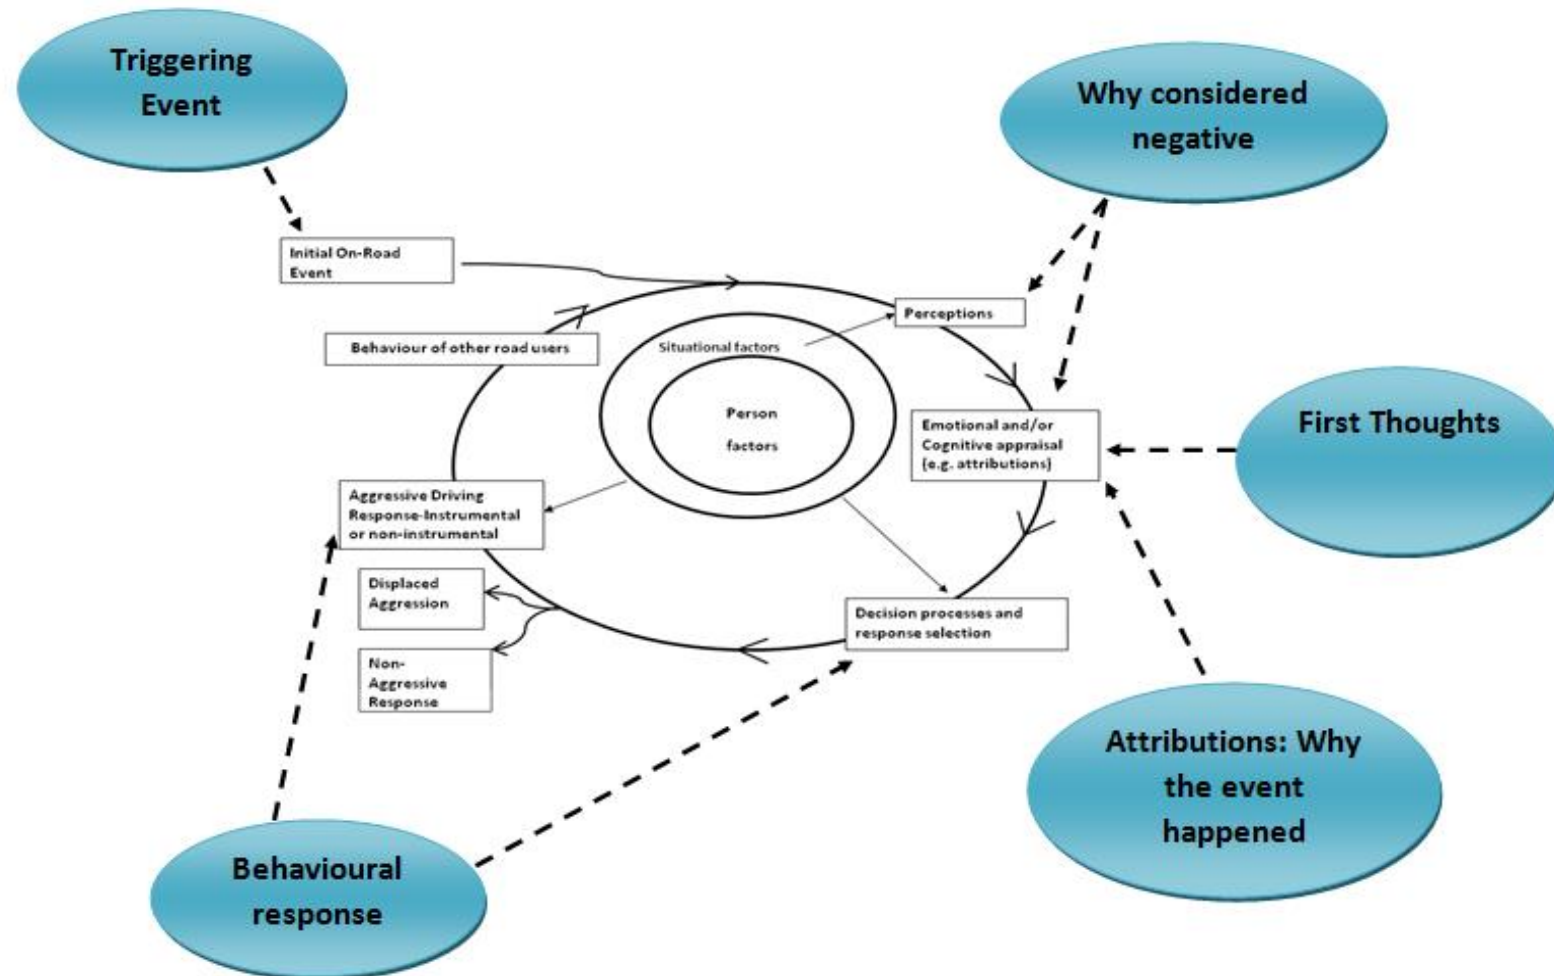 Triggering
Event
Why considered
negative
Initial On-Road
Event
Perceptions
Behaviour of other road users
Situational factors
Person
factors
Emotional and/or
Cognitive appraisal
(e.g. attributions)
First Thoughts
Aggressive Driving
Response-Instrumental
or non-instrumental
Displaced
Aggression
Non-
Aggressive
Response
Decision processes and
response selection
Attributions: Why
the event
happened
Behavioural
response